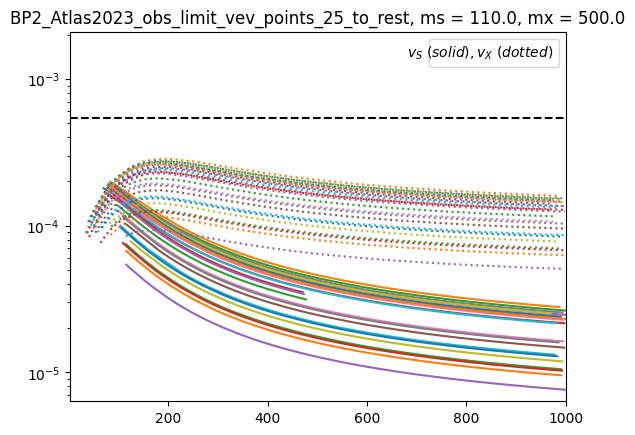 BP2_Atlas2023_obs_limit_vev_points_25_to_rest, ms = 110.0, mx = 500.0
v_S (solid), v_X (dotted)
10^{-3}
10^{-4}
10^{-5}
200 400 600 800 1000